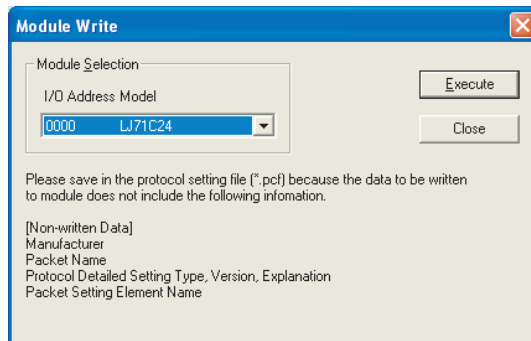 Module Write
Module Selection
I/O Address Model
0000 LJ71C24
Execute
Close
Please save in the protocol setting file (*.pcf) because the data to be written
to module does not include the following infomation.
[Non-written Data]
Manufacturer
Packet Name
Protocol Detailed Setting Type, Version, Explanation
Packet Setting Element Name